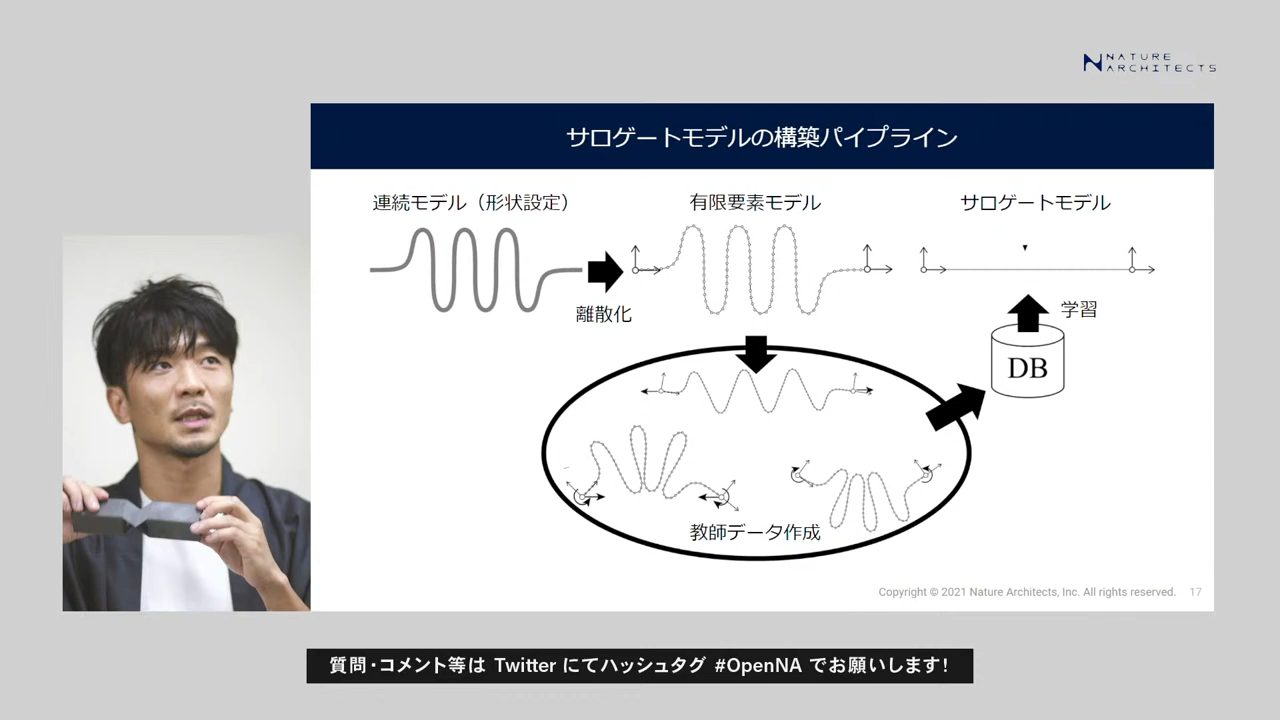 NATURE
ARCHITECTS
サロゲートモデルの構築パイプライン
連続モデル（形状設定）
有限要素モデル
サロゲートモデル
離散化
学習
DB
教師データ作成
Copyright © 2021 Nature Architects, Inc. All rights reserved. 17
質問・コメント等は Twitter にてハッシュタグ #OpenNA でお願いします!